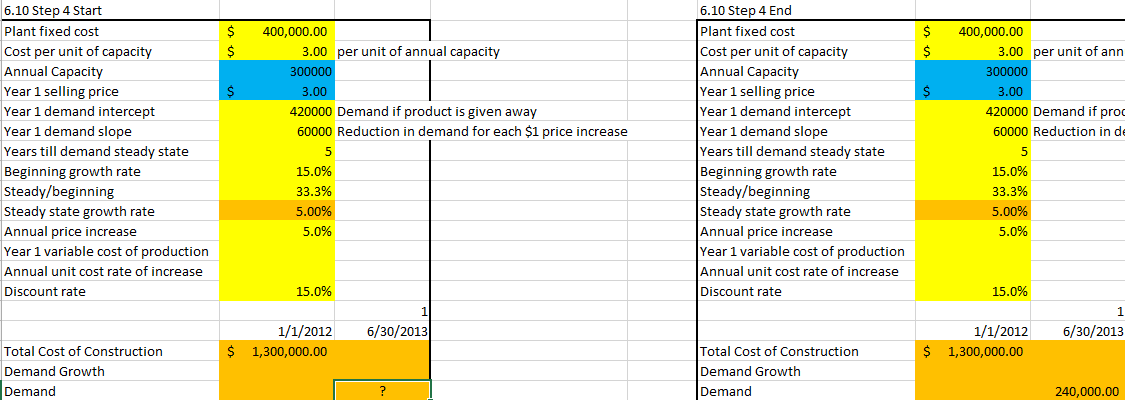 6.10 Step 4 Start 6.10 Step 4 End
Plant fixed cost $ 400,000.00 Plant fixed cost $ 400,000.00
Cost per unit of capacity $ 3.00 per unit of annual capacity Cost per unit of capacity $ 3.00 per unit of ann
Annual Capacity 300000 Annual Capacity 300000
Year 1 selling price $ 3.00 Year 1 selling price $ 3.00
Year 1 demand intercept 420000 Demand if product is given away Year 1 demand intercept 420000 Demand if prod
Year 1 demand slope 60000 Reduction in demand for each $1 price increase Year 1 demand slope 60000 Reduction in de
Years till demand steady state 5 Years till demand steady state 5
Beginning growth rate 15.0% Beginning growth rate 15.0%
Steady/beginning 33.3% Steady/beginning 33.3%
Steady state growth rate 5.00% Steady state growth rate 5.00%
Annual price increase 5.0% Annual price increase 5.0%
Year 1 variable cost of production Year 1 variable cost of production
Annual unit cost rate of increase Annual unit cost rate of increase
Discount rate 15.0% Discount rate 15.0%
1 1
1/1/2012 6/30/2013 1/1/2012 6/30/2013
Total Cost of Construction $ 1,300,000.00 Total Cost of Construction $ 1,300,000.00
Demand Growth Demand Growth
Demand ? Demand 240,000.00